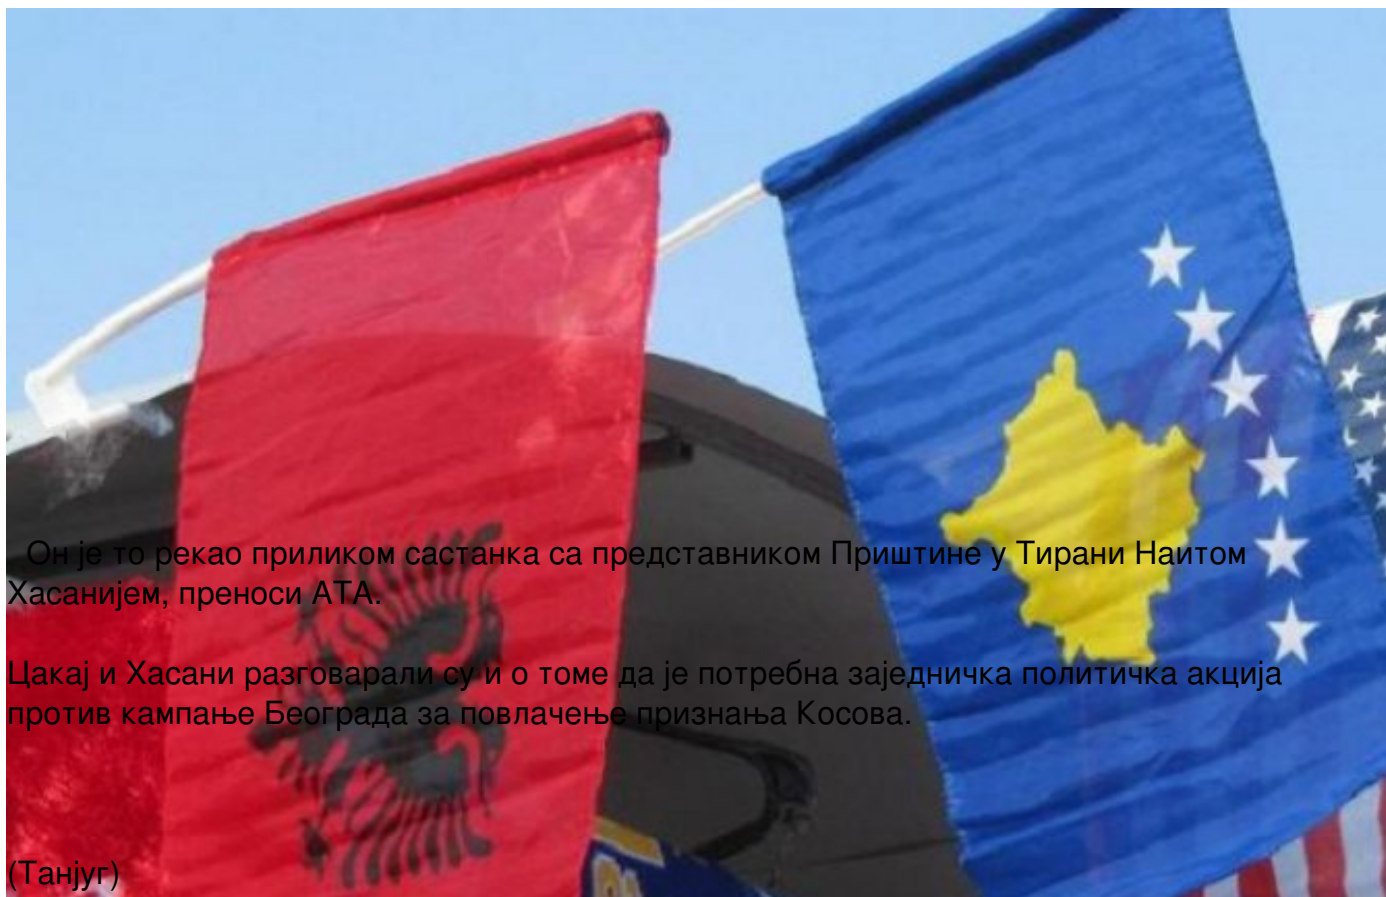 Он је то рекао приликом састанка са представником Приштине у Тирани Наитом
Хасанијем, преноси АТА.
Цакај и Хасани разговарали су и о томе да је потребна заједничка политичка акција
против кампање Београда за повлачење признања Косова.
(Танјуг)